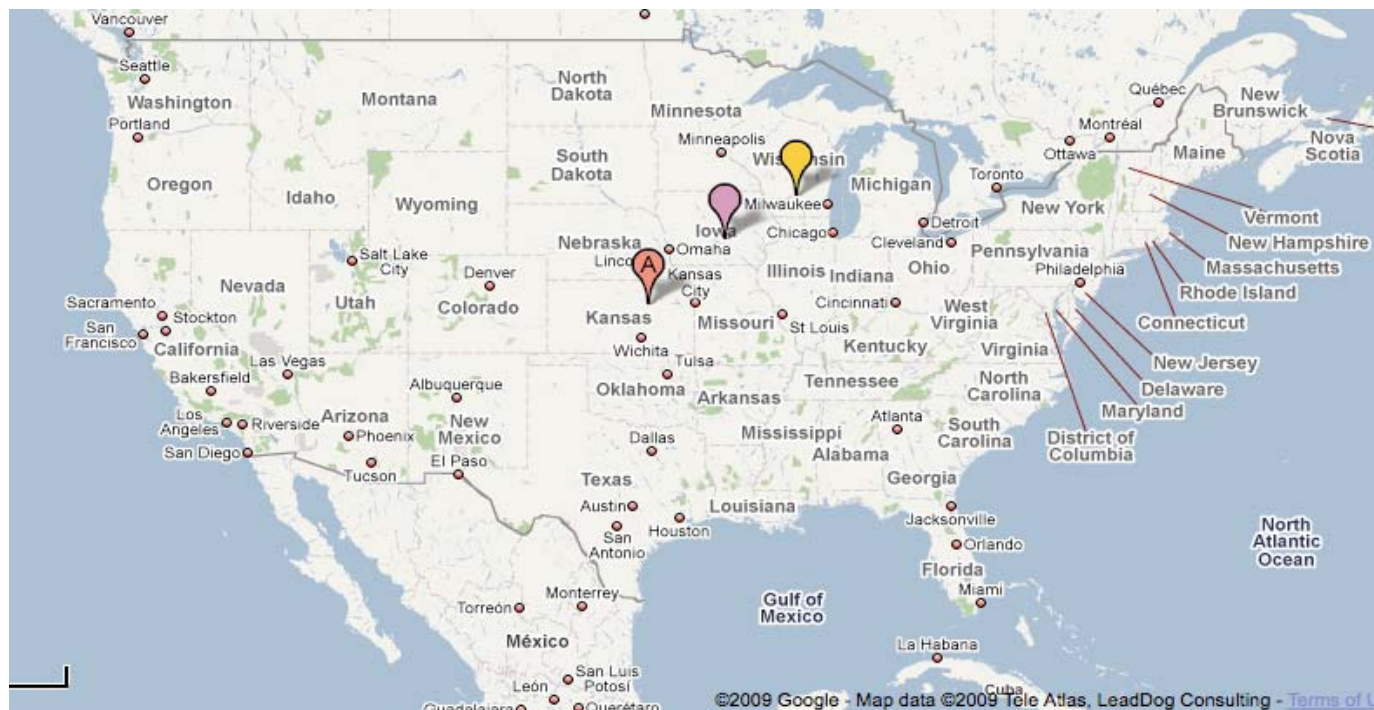 Vancouver
Seattle
Washington
Portland
Montana
North
Dakota
Minnesota
Minneapolis
Québec
New
Brunswick
Montréal
Ottawa
Nova
Scotia
Maine
Oregon
Idaho
Wyoming
South
Dakota
Wisconsin
Michigan
Toronto
New York
Vermont
New Hampshire
Massachusetts
Rhode Island
Connecticut
New Jersey
Delaware
Maryland
District of
Columbia
Milwaukee
Chicago
Detroit
Cleveland
Pennsylvania
Philadelphia
Iowa
Nebraska
Omaha
Linco
A
Salt Lake
City
Denver
Nevada
Utah
Colorado
Kansas
City
Illinois
Indiana
Ohio
Cincinnati
West
Virginia
Virginia
Sacramento
Stockton
San
Francisco
California
Las Vegas
Bakersfield
Kansas
Missouri
St Louis
Kentucky
Wichita
Tulsa
Oklahoma
Arkansas
Tennessee
North
Carolina
South
Carolina
Albuquerque
New
Mexico
Arizona
Los
Angeles
Riverside
Phoenix
San Diego
Tucson
El Paso
Dallas
Texas
Mississippi
Alabama
Atlanta
Georgia
Austin
San
Antonio
Houston
Louisiana
Jacksonville
Orlando
Florida
Miami
North
Atlantic
Ocean
Gulf of
Mexico
Torreón
Monterrey
México
La Habana
Cuba
San Luis
Potosí
León
Guadalajara
Querétaro
©2009 Google - Map data ©2009 Tele Atlas, LeadDog Consulting - Terms of U